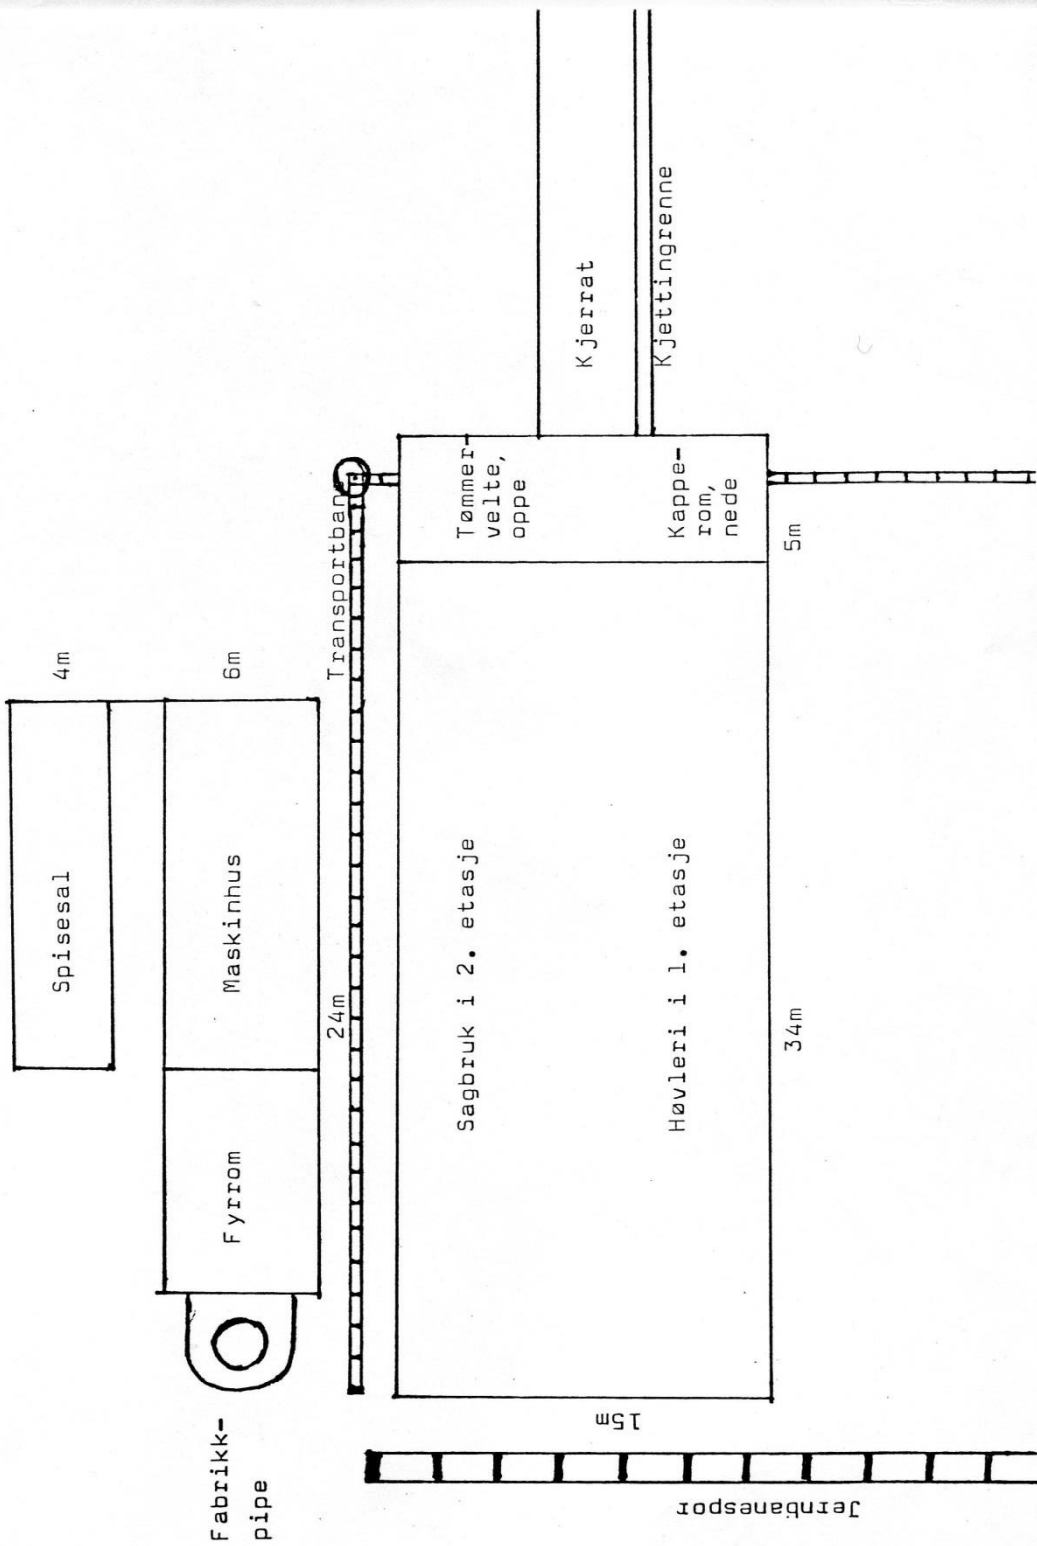 Spisesal
4m
Fabrikk-
pipe
Fyrrom
Maskinhus
6m
24m
Transportbane
Sagbruk i 2. etasje
Tømmer-
velte,
oppe
Kjerrat
Kjettingrenne
Høvleri i 1. etasje
Kappe-
rom,
nede
34m
5m
15m
Jernbanespor